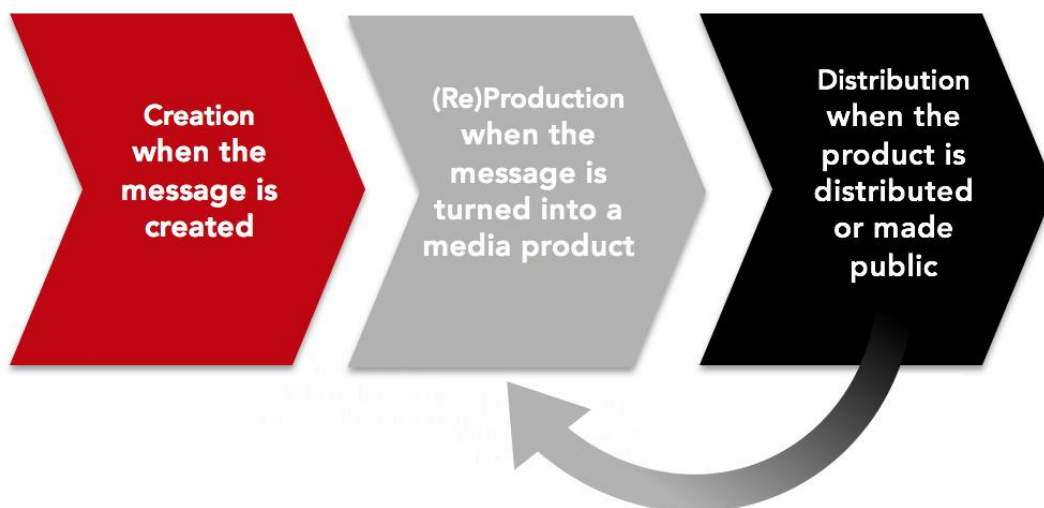 Creation
when the
message is
created
(Re)Production
when the
message is
turned into a
media product
Distribution
when the
product is
distributed
or made
public